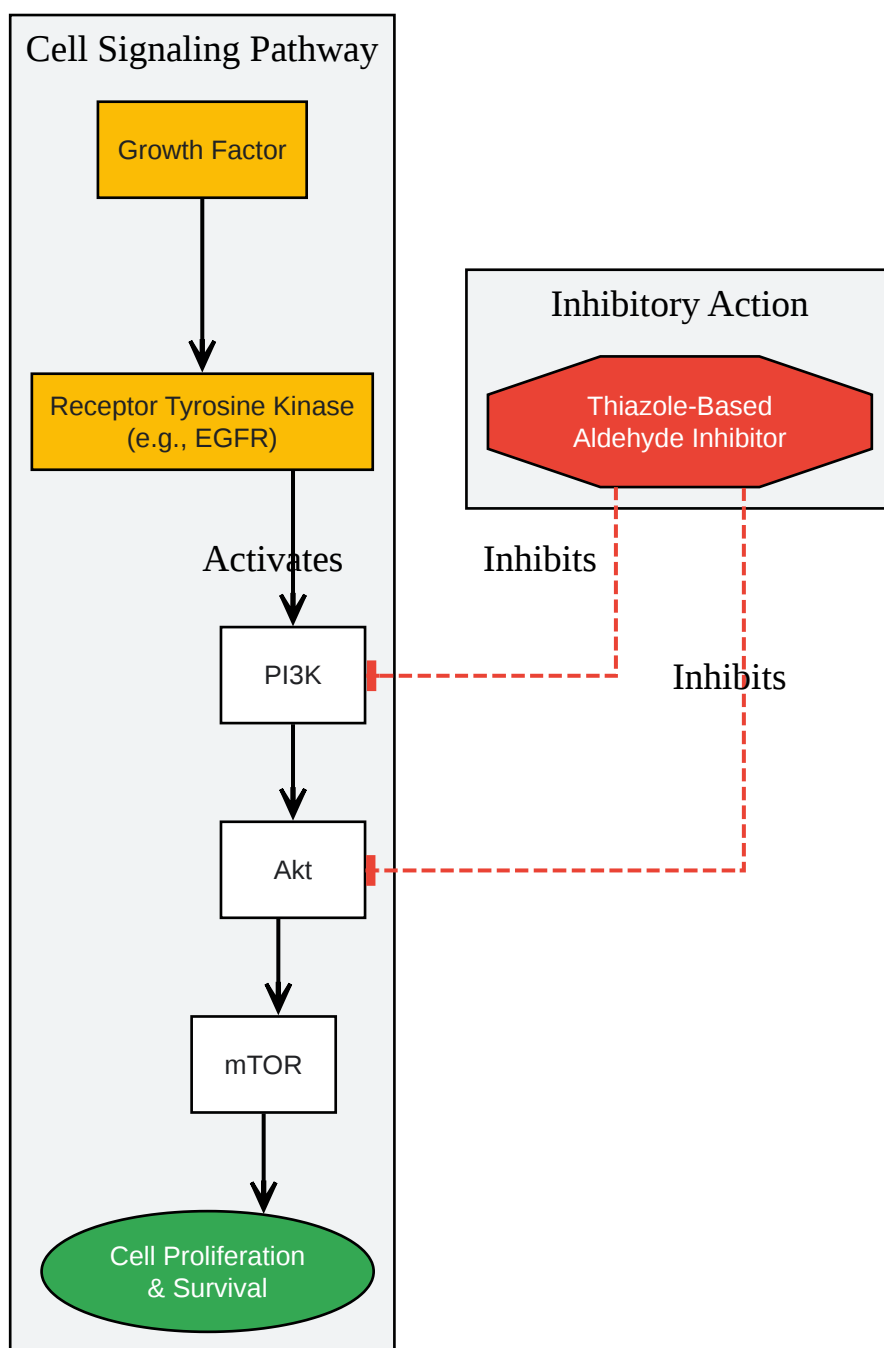 Cell Signaling Pathway
Growth Factor
Receptor Tyrosine Kinase
(e.g., EGFR)
Activates
PI3K
Akt
mTOR
Cell Proliferation
& Survival
Inhibitory Action
Thiazole-Based
Aldehyde Inhibitor
Inhibits
Inhibits